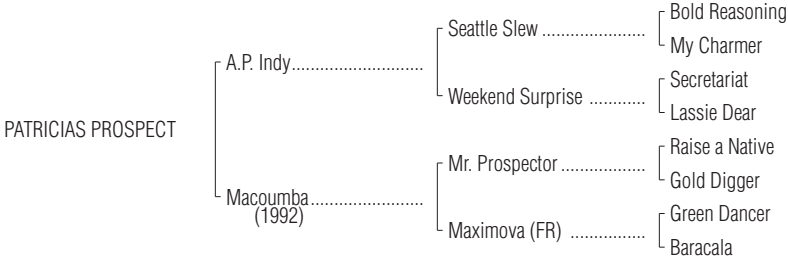 Bold Reasoning
Seattle Slew ......................
My Charmer
A.P. Indy............................
Secretariat
Weekend Surprise ............
Lassie Dear
PATRICIAS PROSPECT
Raise a Native
Mr. Prospector ..................
Gold Digger
Macoumba........................
(1992)
Green Dancer
Maximova (FR) ................
Baracala